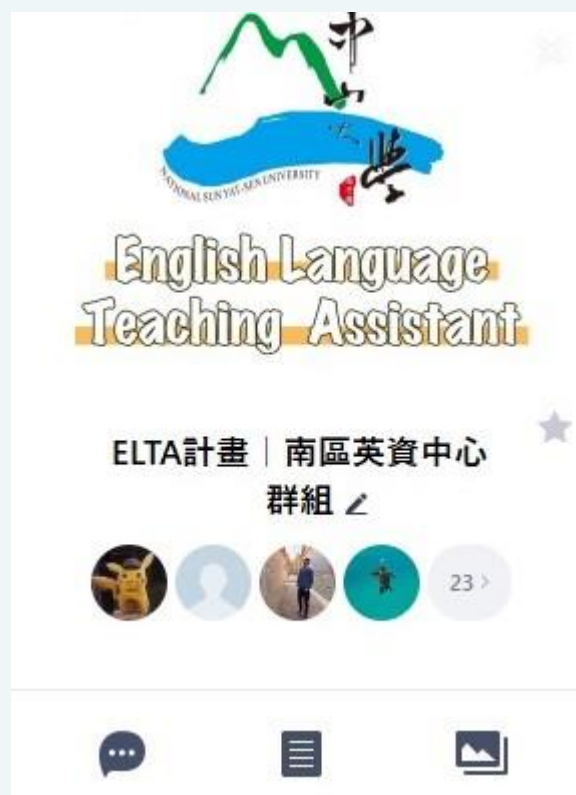 中山大學
NATIONAL SUN YAT-SEN UNIVERSITY
English Language
Teaching Assistant
ELTA計畫｜南區英資中心
群組
23 >